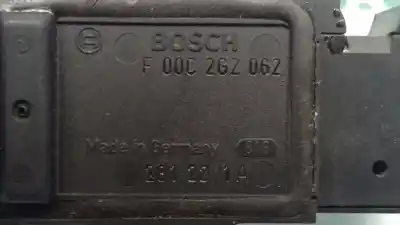 BOSCH
F 00C 2G2 062
Made in Germany